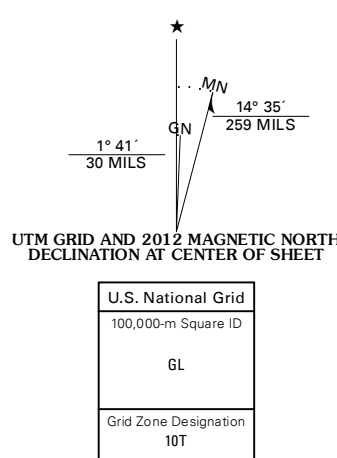 ★
MN
GN
14° 35´
259 MILS
1° 41´
30 MILS
UTM GRID AND 2012 MAGNETIC NORTH
DECLINATION AT CENTER OF SHEET
U.S. National Grid
100,000-m Square ID
GL
Grid Zone Designation
10T